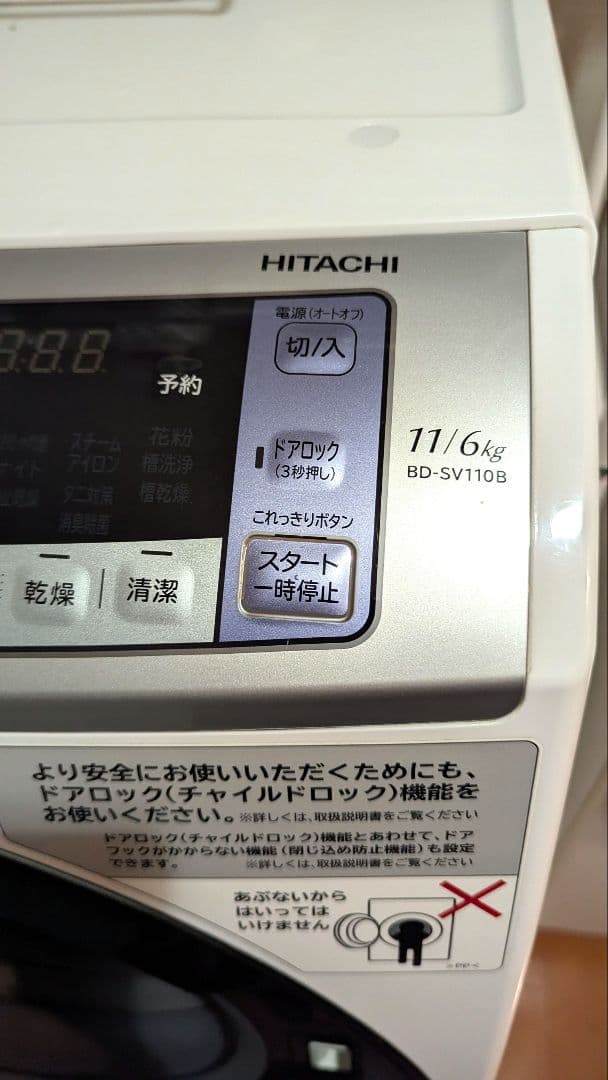 HITACHI
電源(オートオフ)
切/入
8:88
予約
スチーム
アイロン
ナイト
花粉
槽洗浄
ダニ対策
槽乾燥
消臭除菌
ドアロック
(3秒押し)
11/6kg
BD-SV110B
これっきりボタン
スタート
一時停止
乾燥
清潔
より安全にお使いいただくためにも、
ドアロック(チャイルドロック)機能を
お使いください。※詳しくは、取扱説明書をご覧ください
ドアロック(チャイルドロック)機能とあわせて、ドア
フックがかからない機能(閉じ込め防止機能)も設定
できます。 ※詳しくは、取扱説明書をご覧ください
あぶないから
はいっては
いけません